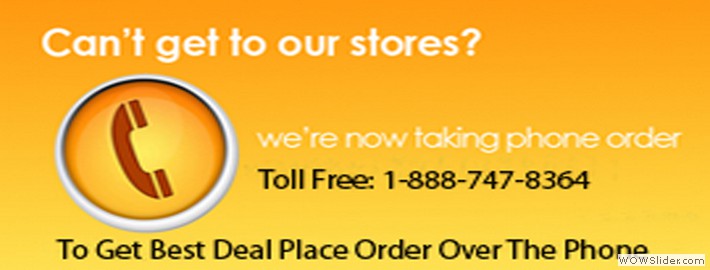 Can't get to our stores?
we're now taking phone order
Toll Free: 1-888-747-8364
To Get Best Deal Place Order Over The Phone
WOWSlider.com